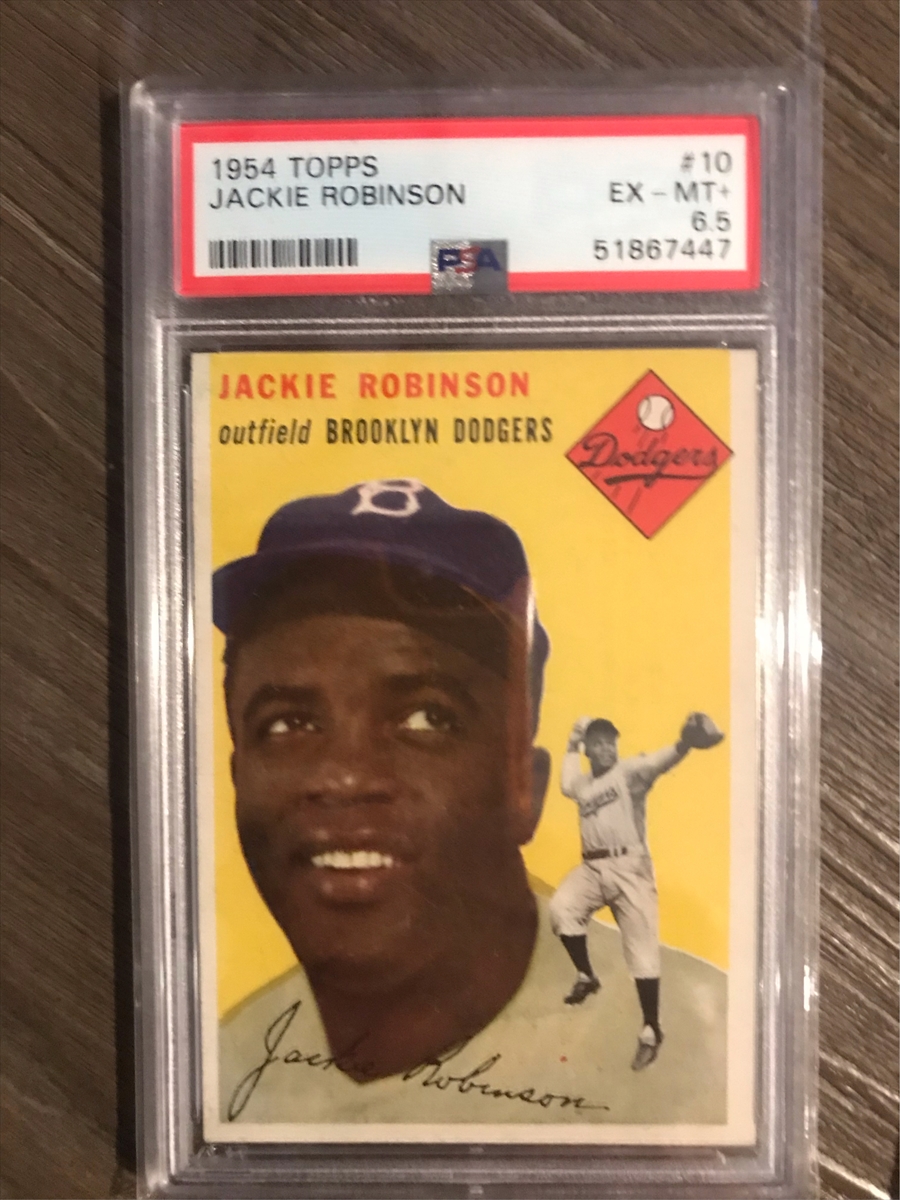 1954 TOPPS #10
JACKIE ROBINSON EX - MT+
6.5
PSA 51867447
JACKIE ROBINSON
outfield BROOKLYN DODGERS
Dodgers
B
Jackie Robinson